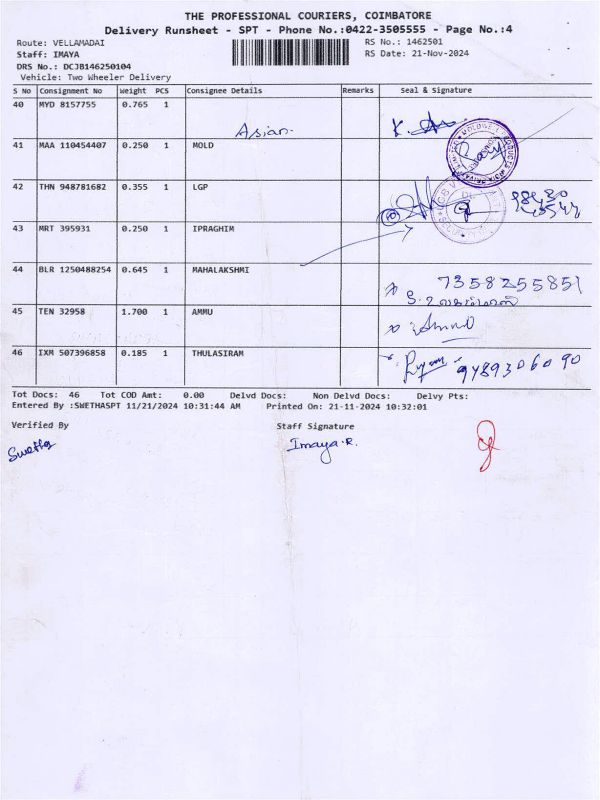 THE PROFESSIONAL COURIERS, COIMBATORE
Delivery Runsheet - SPT - Phone No.:0422-3505555 - Page No.:4
Route: VELLAMADAI RS No.: 1462501
Staff: IMAYA RS Date: 21-Nov-2024
DRS No.: DCJB146250104
Vehicle: Two Wheeler Delivery
S No Consignment No Weight PCS Consignee Details Remarks Seal & Signature
40 MYD 8157755 0.765 1
Asian.
41 MAA 110454407 0.250 1 MOLD
42 THN 948781682 0.355 1 LGP
43 MRT 395931 0.250 1 IPRAGHIM
44 BLR 1250488254 0.645 1 MAHALAKSHMI
7358255851
45 TEN 32958 1.700 1 AMMU
46 IXM 507396858 0.185 1 THULASIRAM
9489306090
Tot Docs: 46 Tot COD Amt: 0.00 Delvd Docs: Non Delvd Docs: Delvy Pts:
Entered By :SWETHASPT 11/21/2024 10:31:44 AM Printed On: 21-11-2024 10:32:01
Verified By Staff Signature
Swetha Imaya.R.